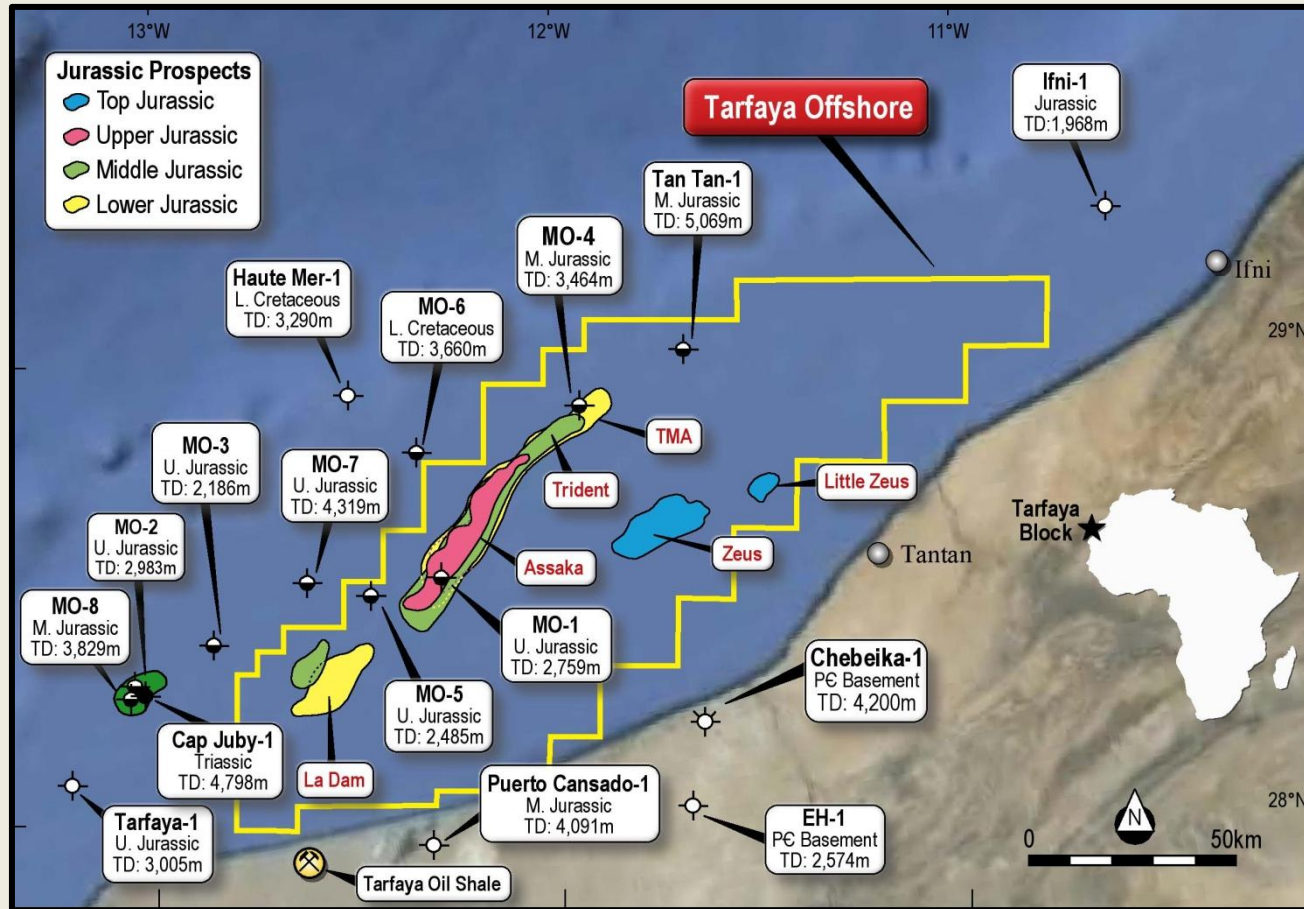 13°W
12°W
11°W
Jurassic Prospects
Top Jurassic
Upper Jurassic
Middle Jurassic
Lower Jurassic
Tarfaya Offshore
Ifni-1
Jurassic
TD:1,968m
Tan Tan-1
M. Jurassic
TD: 5,069m
MO-4
M. Jurassic
TD: 3,464m
Haute Mer-1
L. Cretaceous
TD: 3,290m
MO-6
L. Cretaceous
TD: 3,660m
Ifni
29°N
MO-3
U. Jurassic
TD: 2,186m
MO-7
U. Jurassic
TD: 4,319m
TMA
Trident
Little Zeus
Zeus
Assaka
Tantan
Tarfaya
Block
MO-2
U. Jurassic
TD: 2,983m
MO-8
M. Jurassic
TD: 3,829m
MO-1
U. Jurassic
TD: 2,759m
MO-5
U. Jurassic
TD: 2,485m
Chebeika-1
PЄ Basement
TD: 4,200m
Cap Juby-1
Triassic
TD: 4,798m
La Dam
Puerto Cansado-1
M. Jurassic
TD: 4,091m
EH-1
PЄ Basement
TD: 2,574m
28°N
Tarfaya-1
U. Jurassic
TD: 3,005m
Tarfaya Oil Shale
N
0
50km
13°W
12°W
11°W